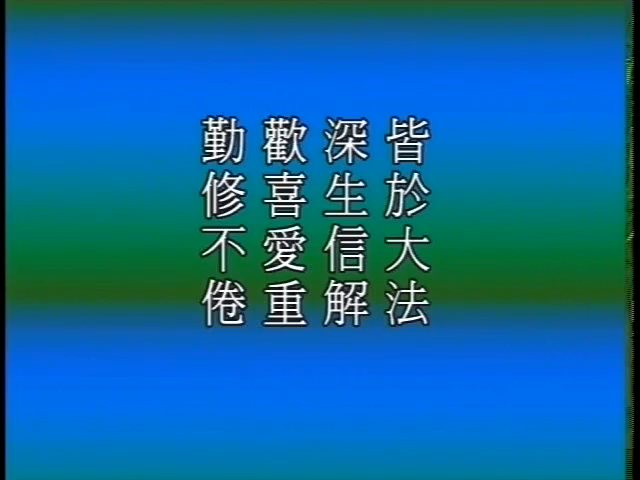 皆於大法
深生信解
歡喜愛重
勤修不倦